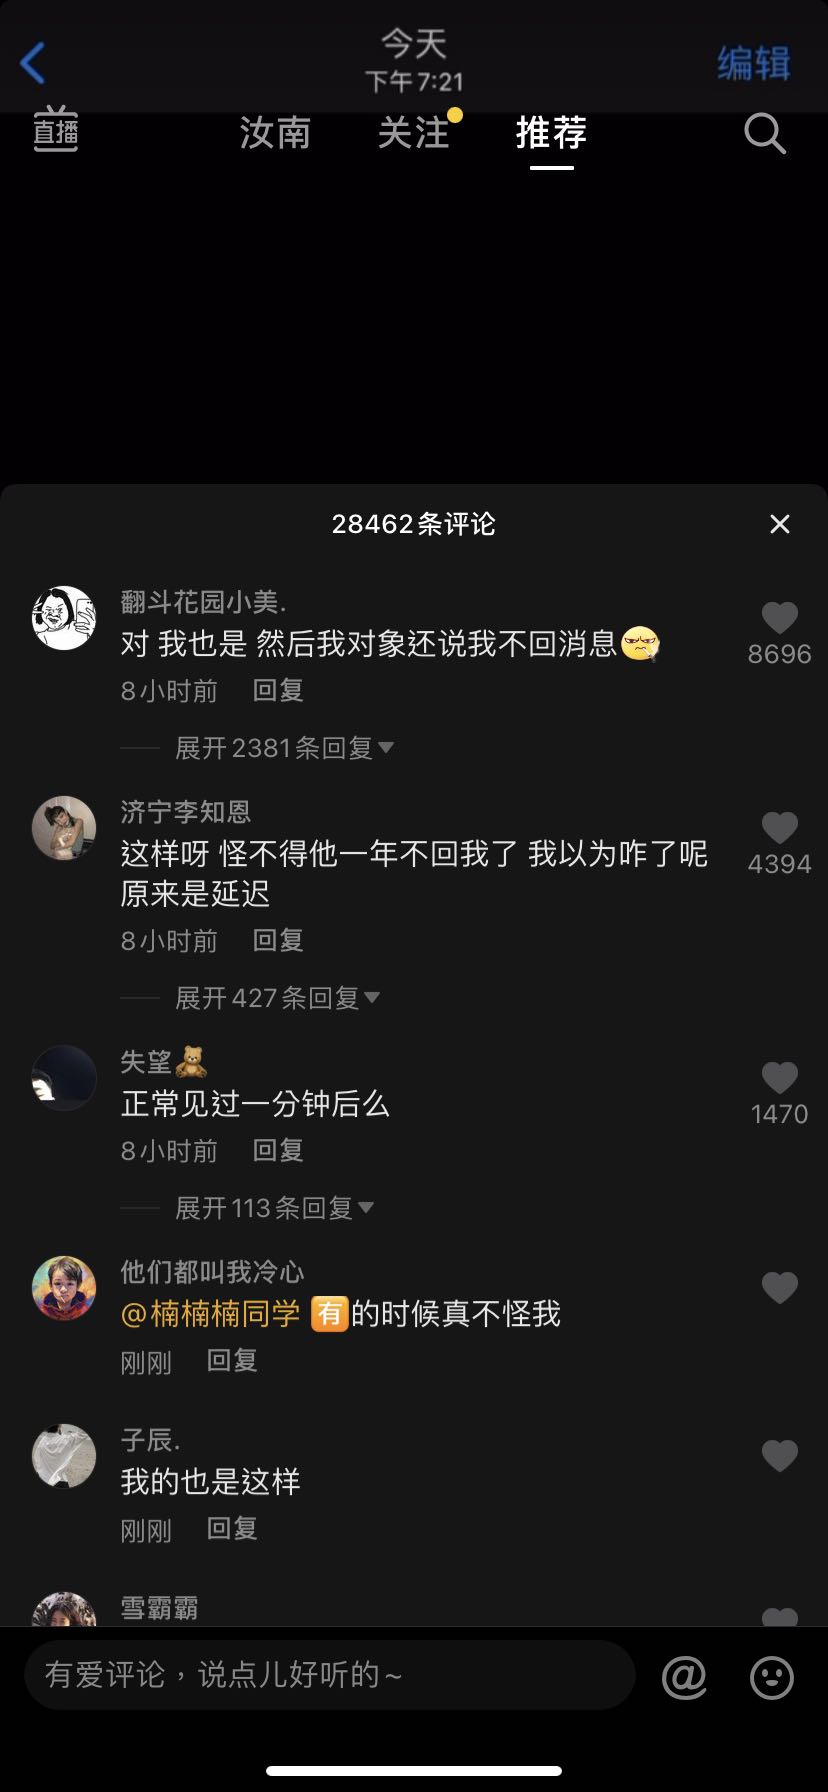 今天
下午7:21
编辑
直播
汝南
关注
推荐
28462条评论
翻斗花园小美.
对 我也是 然后我对象还说我不回消息
8696
8小时前 回复
展开2381条回复
济宁李知恩
这样呀 怪不得他一年不回我了 我以为咋了呢
原来是延迟
4394
8小时前 回复
展开427条回复
失望🧸
正常见过一分钟后么
1470
8小时前 回复
展开113条回复
他们都叫我冷心
@楠楠楠同学 🈶的时候真不怪我
刚刚 回复
子辰.
我的也是这样
刚刚 回复
雪霸霸
有爱评论，说点儿好听的~
@